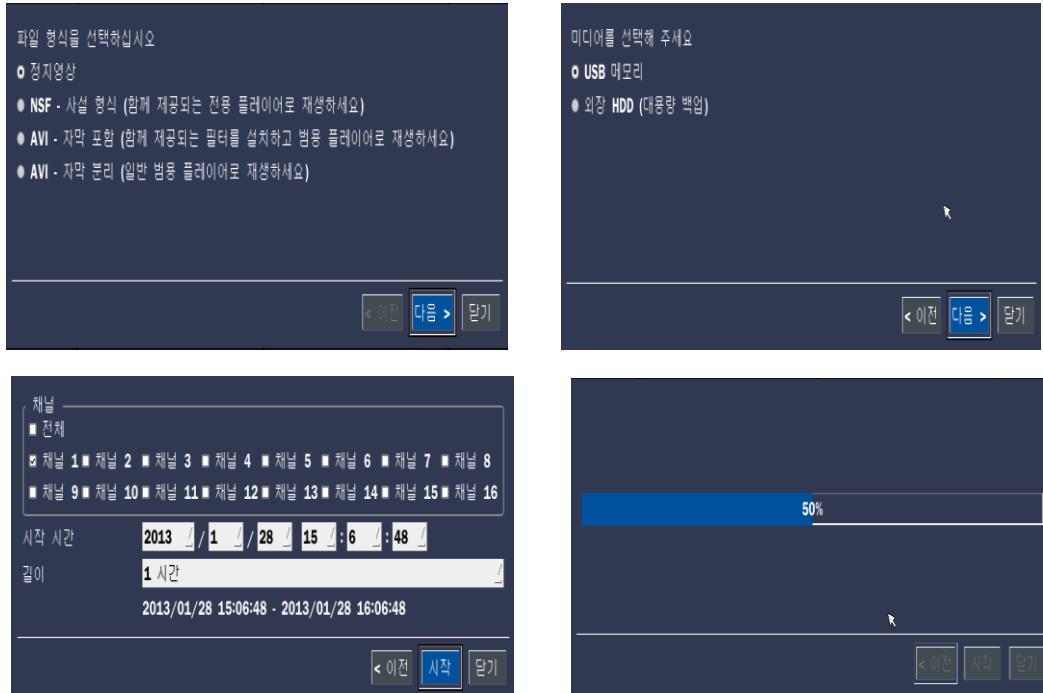 파일 형식을 선택하십시오
정지영상
NSF - 사설 형식 (함께 제공되는 전용 플레이어로 재생하세요)
AVI - 자막 포함 (함께 제공되는 필터를 설치하고 범용 플레이어로 재생하세요)
AVI - 자막 분리 (일반 범용 플레이어로 재생하세요)
< 이전 다음 > 닫기
미디어를 선택해 주세요
USB 메모리
외장 HDD (대용량 백업)
< 이전 다음 > 닫기
채널
전체
채널 1 채널 2 채널 3 채널 4 채널 5 채널 6 채널 7 채널 8
채널 9 채널 10 채널 11 채널 12 채널 13 채널 14 채널 15 채널 16
시작 시간 2013 / 1 / 28 15 : 6 : 48
길이 1 시간
2013/01/28 15:06:48 - 2013/01/28 16:06:48
< 이전 시작 닫기
50%
< 이전 시작 닫기